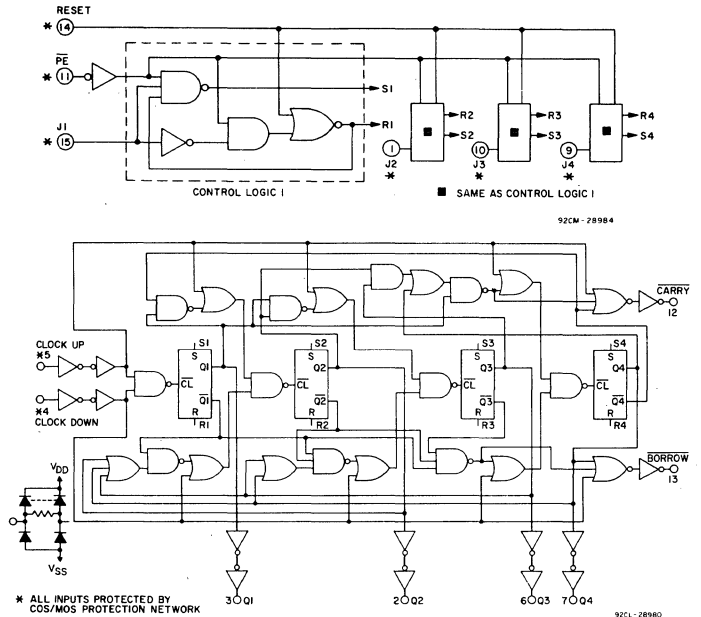 RESET
* 14
PE
* 11
J1
* 15
S1
R1
CONTROL LOGIC 1
R2
S2
1
J2
*
R3
S3
10
J3
*
R4
S4
9
J4
*
■ SAME AS CONTROL LOGIC 1
92CM-28984
CARRY
12
CLOCK UP
*5
*4
CLOCK DOWN
S1
S
Q1
CL
Q1
R
R1
S2
S
Q2
CL
Q2
R
R2
S3
S
Q3
CL
Q3
R
R3
S4
S
Q4
CL
Q4
R
R4
BORROW
13
VDD
VSS
3 Q1
2 Q2
6 Q3
7 Q4
* ALL INPUTS PROTECTED BY
COS/MOS PROTECTION NETWORK
92CL-28980